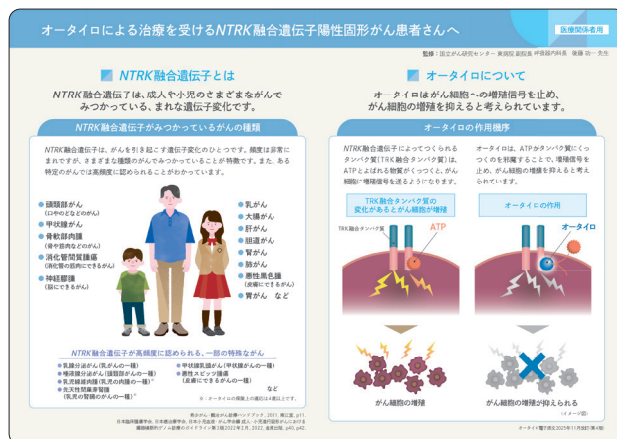 オータイロによる治療を受けるNTRK融合遺伝子陽性固形がん患者さんへ
医療関係者用
監修：国立がん研究センター 東病院 副院長 呼吸器内科長 後藤 功一 先生
NTRK融合遺伝子とは
NTRK融合遺伝子は、成人や小児のさまざまながんで
みつかっている、まれな遺伝子変化です。
NTRK融合遺伝子がみつかっているがんの種類
NTRK融合遺伝子は、がんを引き起こす遺伝子変化のひとつです。頻度は非常に
まれですが、さまざまな種類のがんでみつかっていることが特徴です。また、ある
特定のがんでは高頻度に認められることがわかっています。
頭頸部がん
(口やのどなどのがん)
甲状腺がん
骨軟部肉腫
(骨や筋肉などのがん)
消化管間質腫瘍
(消化管の筋肉にできるがん)
神経膠腫
(脳にできるがん)
乳がん
大腸がん
肝がん
胆道がん
腎がん
肺がん
悪性黒色腫
(皮膚にできるがん)
胃がん など
NTRK融合遺伝子が高頻度に認められる、一部の特殊ながん
乳腺分泌がん(乳がんの一種)
唾液腺分泌がん(頭頸部がんの一種)
乳児線維肉腫(乳児の肉腫の一種)※
先天性間葉芽腎腫
(乳児の腎臓のがんの一種)※
甲状腺乳頭がん(甲状腺がんの一種)
悪性スピッツ腫瘍
(皮膚にできるがんの一種)
など
オータイロについて
オータイロはがん細胞への増殖信号を止め、
がん細胞の増殖を抑えると考えられています。
オータイロの作用機序
NTRK融合遺伝子によってつくられる
タンパク質(TRK融合タンパク質)は、
ATPとよばれる物質がくっつくと、がん
細胞に増殖信号を送るようになります。
オータイロは、ATPがタンパク質にくっ
つくのを邪魔することで、増殖信号を
止め、がん細胞の増殖を抑えると考え
られています。
TRK融合タンパク質の
変化があるとがん細胞が増殖
TRK融合タンパク質
ATP
がん細胞の増殖
オータイロの作用
オータイロ
がん細胞の増殖が抑えられる
(イメージ図)